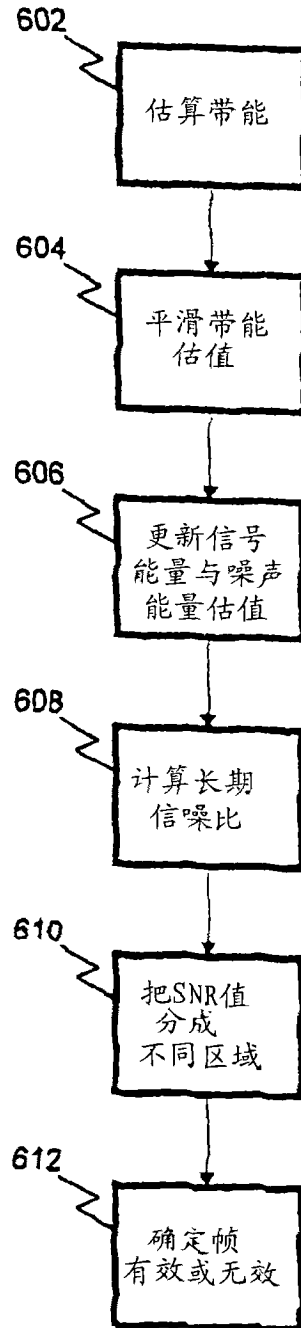 602
估算带能
604
平滑带能
估值
606
更新信号
能量与噪声
能量估值
608
计算长期
信噪比
610
把SNR值
分成
不同区域
612
确定帧
有效或无效